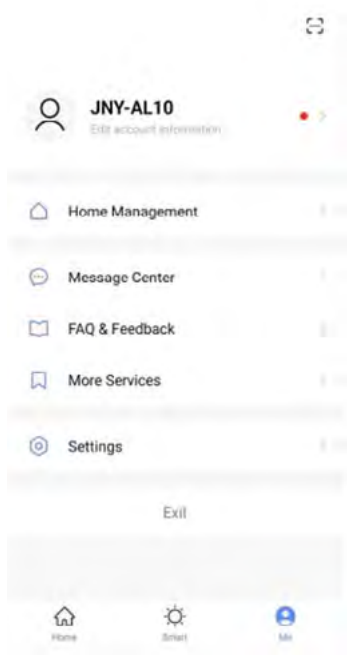 JNY-AL10
Edit account information
Home Management
Message Center
FAQ & Feedback
More Services
Settings
Exit
Home
Smart
Me